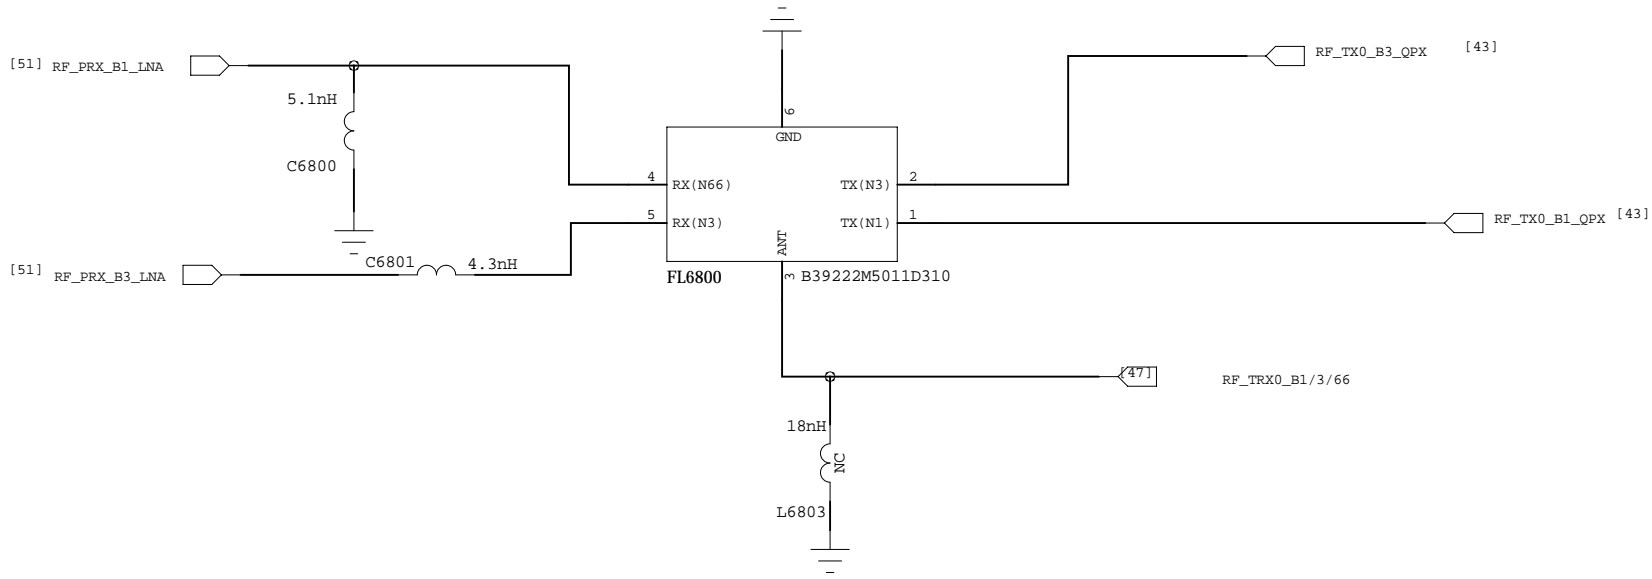 [51] RF_PRX_B1_LNA
RF_TX0_B3_QPX [43]
5.1nH
C6800
6
GND
4 RX(N66)
TX(N3) 2
5 RX(N3)
TX(N1) 1
RF_TX0_B1_QPX [43]
ANT
[51] RF_PRX_B3_LNA
C6801 4.3nH
FL6800
3
B39222M5011D310
[47] RF_TRX0_B1/3/66
18nH
NC
L6803